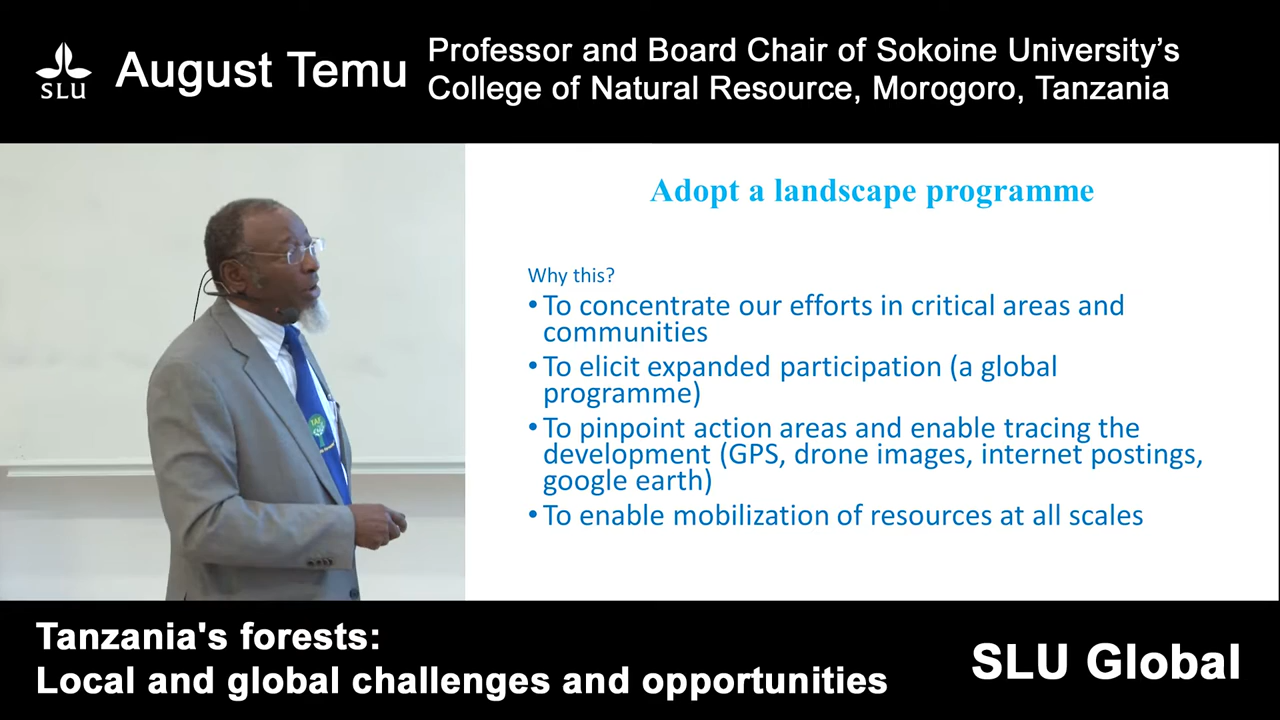 SLU
August Temu
Professor and Board Chair of Sokoine University's
College of Natural Resource, Morogoro, Tanzania
Adopt a landscape programme
Why this?
• To concentrate our efforts in critical areas and
communities
• To elicit expanded participation (a global
programme)
• To pinpoint action areas and enable tracing the
development (GPS, drone images, internet postings,
google earth)
• To enable mobilization of resources at all scales
Tanzania's forests:
Local and global challenges and opportunities
SLU Global